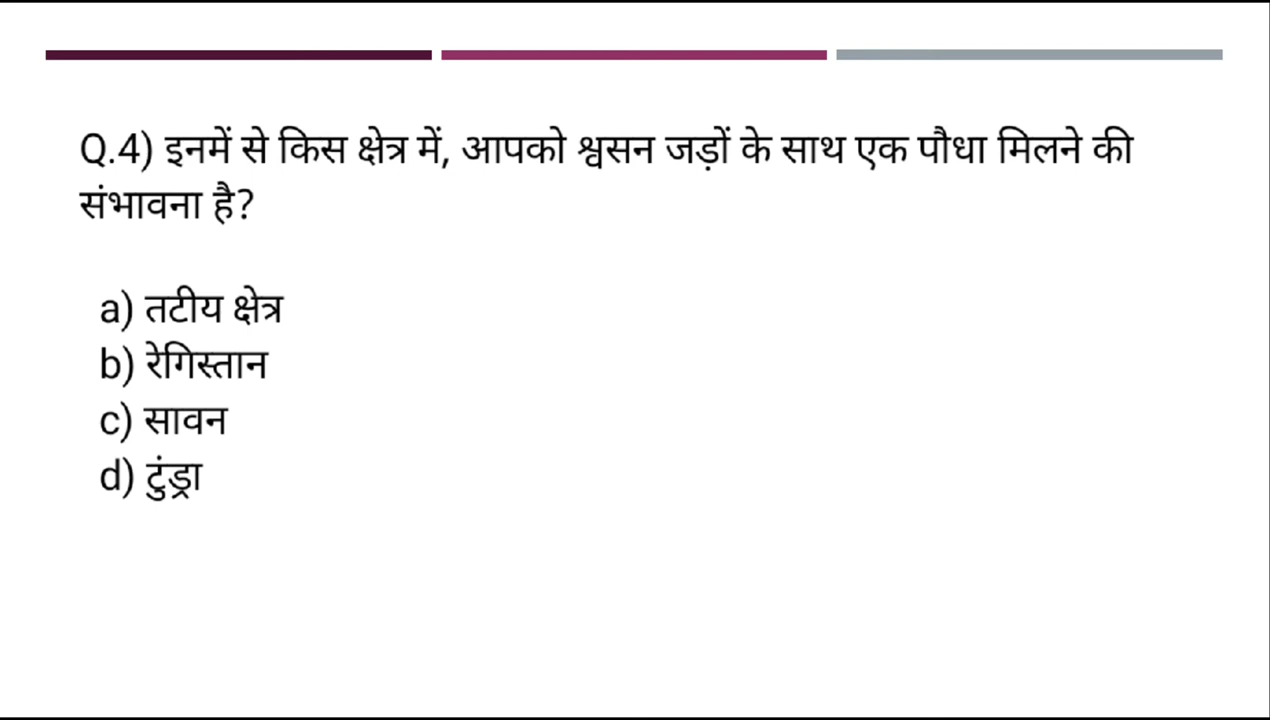 Q.4) इनमें से किस क्षेत्र में, आपको श्वसन जड़ों के साथ एक पौधा मिलने की
संभावना है?
a) तटीय क्षेत्र
b) रेगिस्तान
c) सावन
d) टुंड्रा